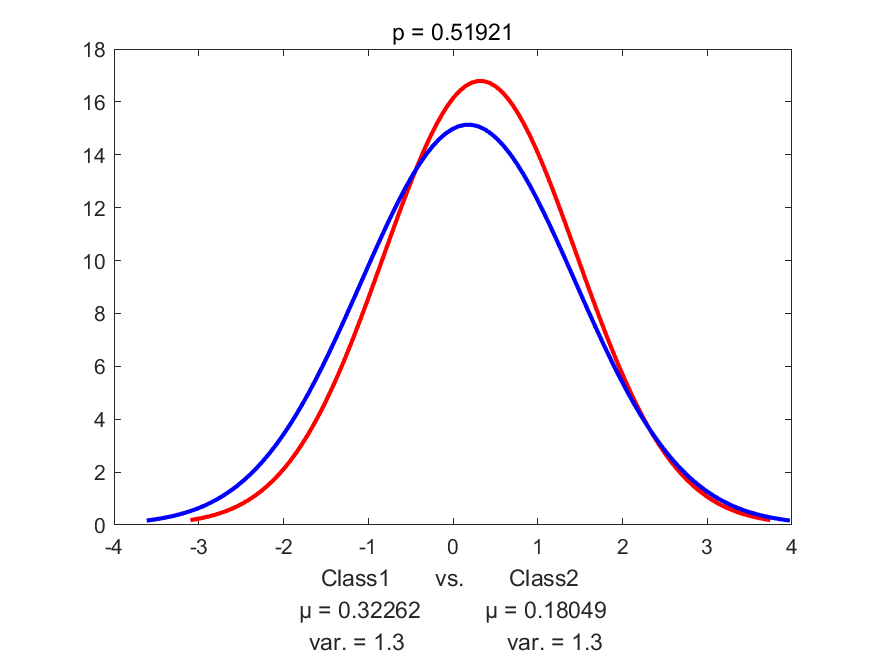 p = 0.51921
18
16
14
12
10
8
6
4
2
0
-4 -3 -2 -1 0 1 2 3 4
Class1 vs. Class2
μ = 0.32262 μ = 0.18049
var. = 1.3 var. = 1.3